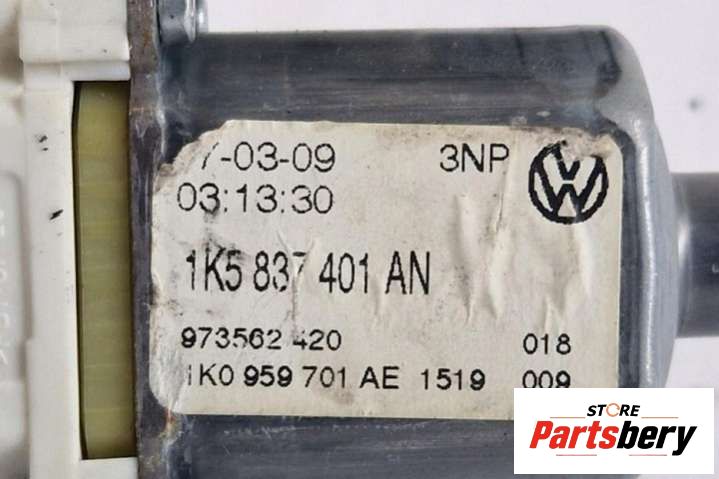 7-03-09 3NP
03:13:30
1K5 837 401 AN
973562 420 018
1K0 959 701 AE 1519 009
STORE
Partsbery